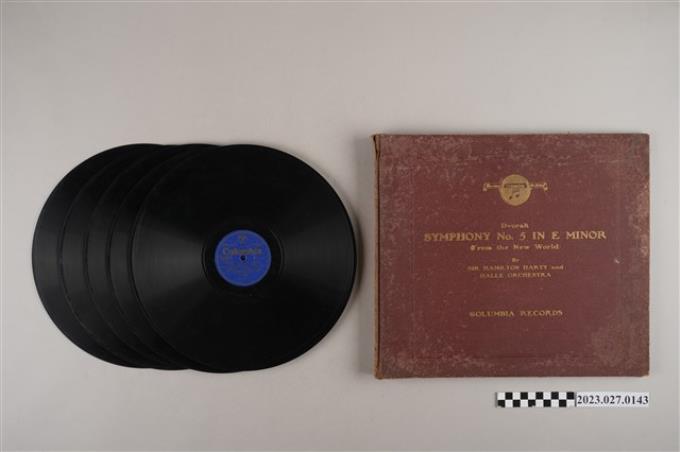 Columbia
Dvorak
SYMPHONY No. 5 IN E MINOR
From the New World
By
SIR HAMILTON HARTY and
HALLE ORCHESTRA
COLUMBIA RECORDS
2023.027.0143